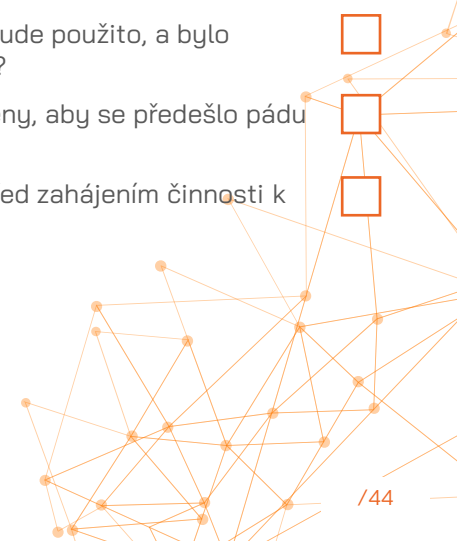 ude použito, a bylo
?
ny, aby se předešlo pádu
ed zahájením činnosti k
/44